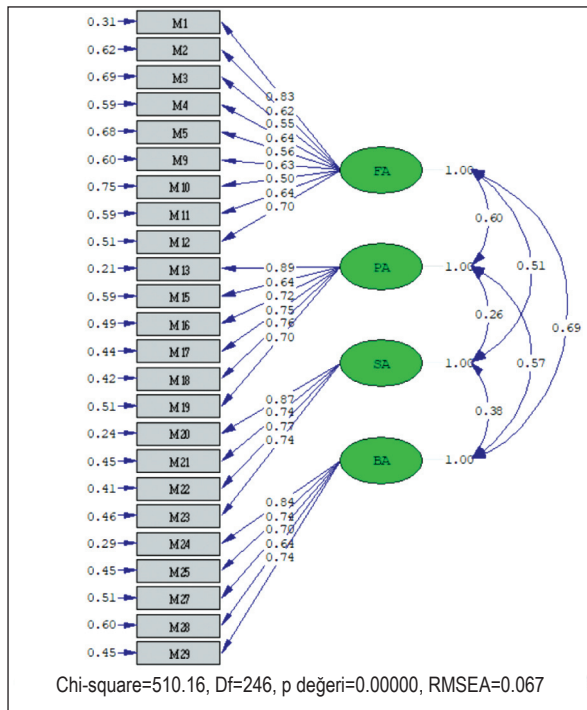 0.31 M1
0.62 M2
0.69 M3
0.59 M4
0.68 M5
0.60 M9
0.75 M10
0.59 M11
0.51 M12
0.21 M13
0.59 M15
0.49 M16
0.44 M17
0.42 M18
0.51 M19
0.24 M20
0.45 M21
0.41 M22
0.46 M23
0.29 M24
0.45 M25
0.51 M27
0.60 M28
0.45 M29
0.83
0.62
0.55
0.64
0.56
0.63
0.50
0.64
0.70
0.89
0.64
0.72
0.75
0.76
0.70
0.87
0.74
0.77
0.74
0.84
0.74
0.70
0.64
0.74
FA 1.00
PA 1.00
SA 1.00
BA 1.00
0.60
0.51
0.26
0.69
0.57
0.38
Chi-square=510.16, Df=246, p değeri=0.00000, RMSEA=0.067